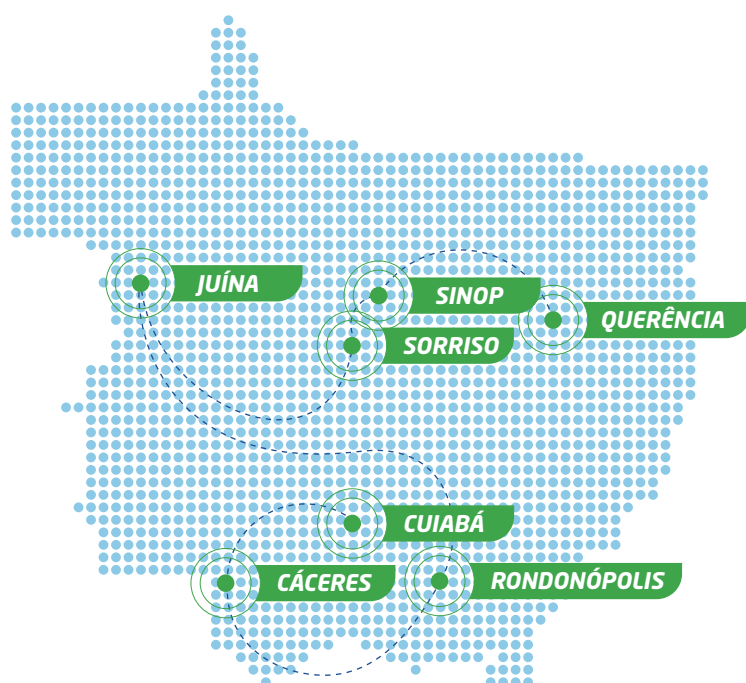 JUÍNA
SINOP
QUERÊNCIA
SORRISO
CUIABÁ
CÁCERES
RONDONÓPOLIS